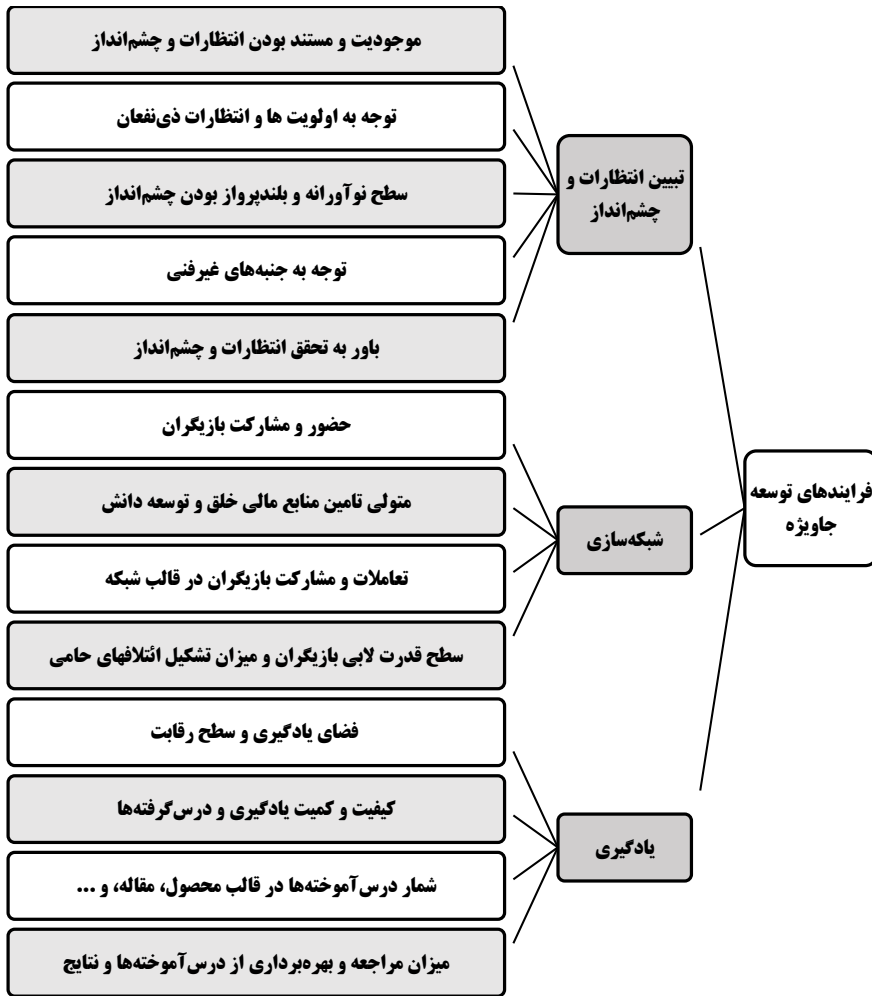 فرایندهای توسعه
جاویژه
تبیین انتظارات و
چشم‌انداز
موجودیت و مستند بودن انتظارات و چشم‌انداز
توجه به اولویت ها و انتظارات ذی‌نفعان
سطح نوآورانه و بلندپرواز بودن چشم‌انداز
توجه به جنبه‌های غیرفنی
باور به تحقق انتظارات و چشم‌انداز
شبکه‌سازی
حضور و مشارکت بازیگران
متولی تامین منابع مالی خلق و توسعه دانش
تعاملات و مشارکت بازیگران در قالب شبکه
سطح قدرت لابی بازیگران و میزان تشکیل ائتلافهای حامی
یادگیری
فضای یادگیری و سطح رقابت
کیفیت و کمیت یادگیری و درس‌گرفته‌ها
شمار درس‌آموخته‌ها در قالب محصول، مقاله، و ...
میزان مراجعه و بهره‌برداری از درس‌آموخته‌ها و نتایج